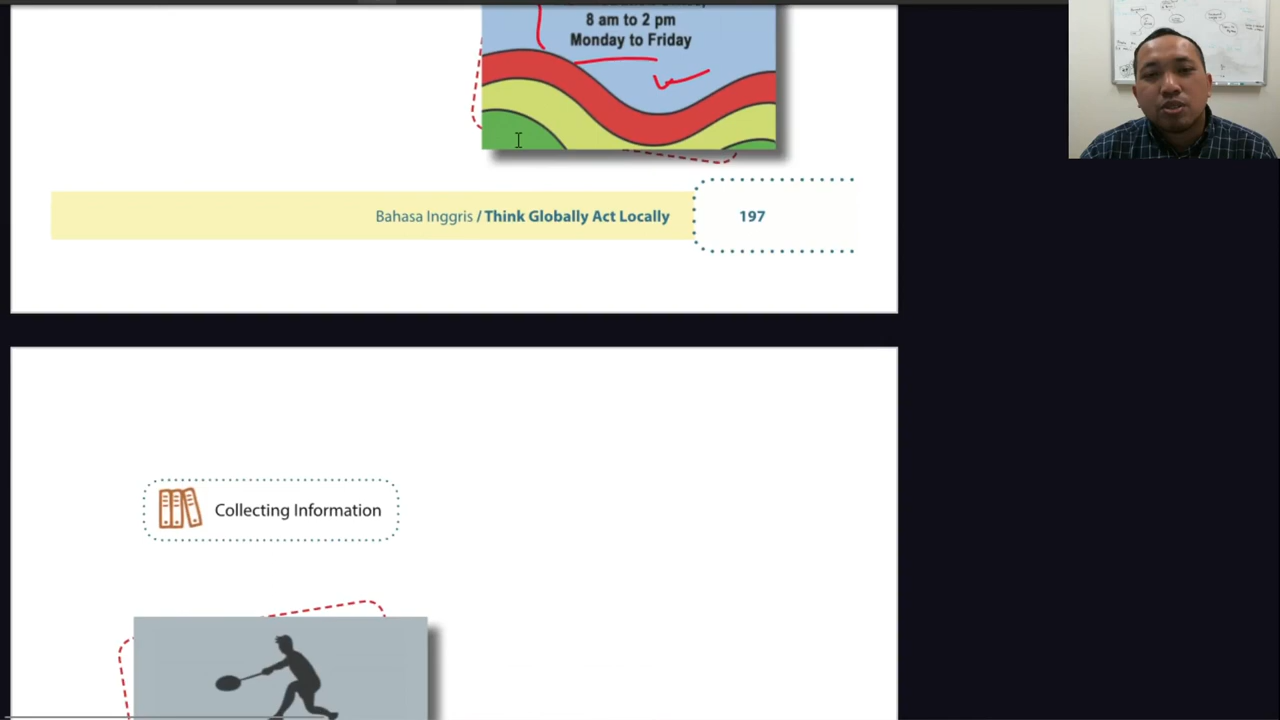 8 am to 2 pm
Monday to Friday
Bahasa Inggris / Think Globally Act Locally 197
Collecting Information